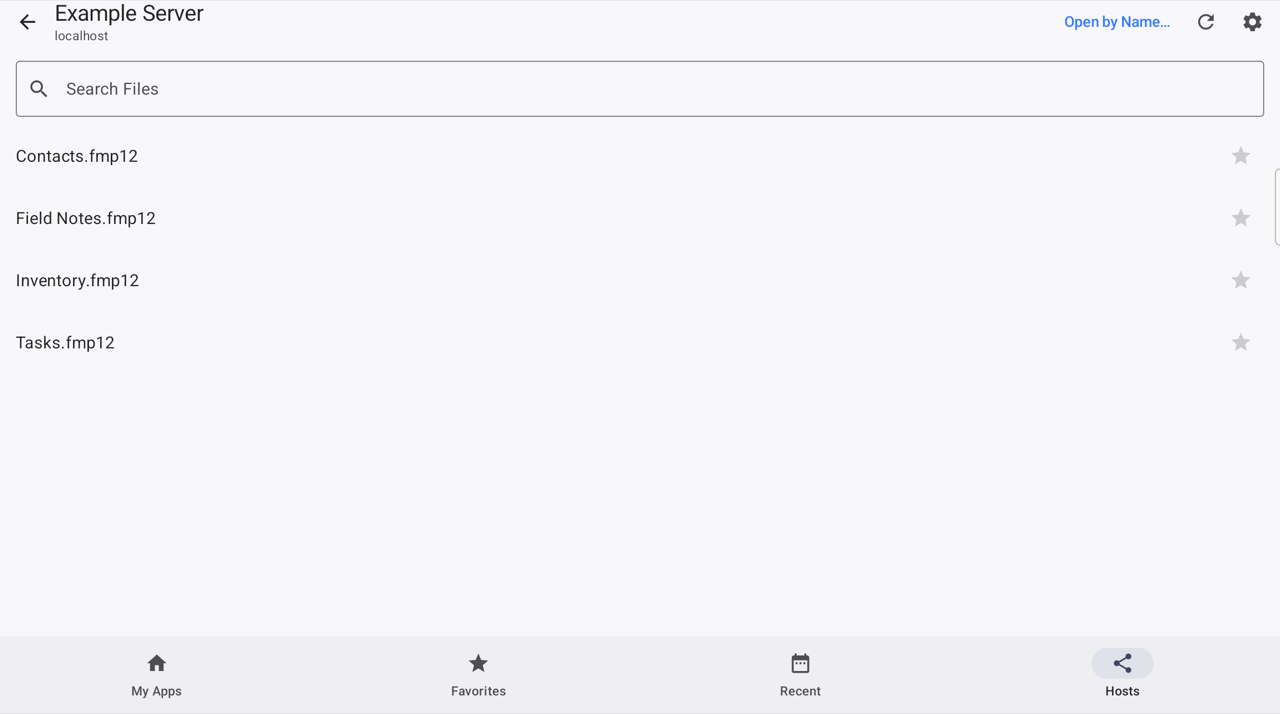 Example Server
localhost
Open by Name...
Search Files
Contacts.fmp12
Field Notes.fmp12
Inventory.fmp12
Tasks.fmp12
My Apps
Favorites
Recent
Hosts